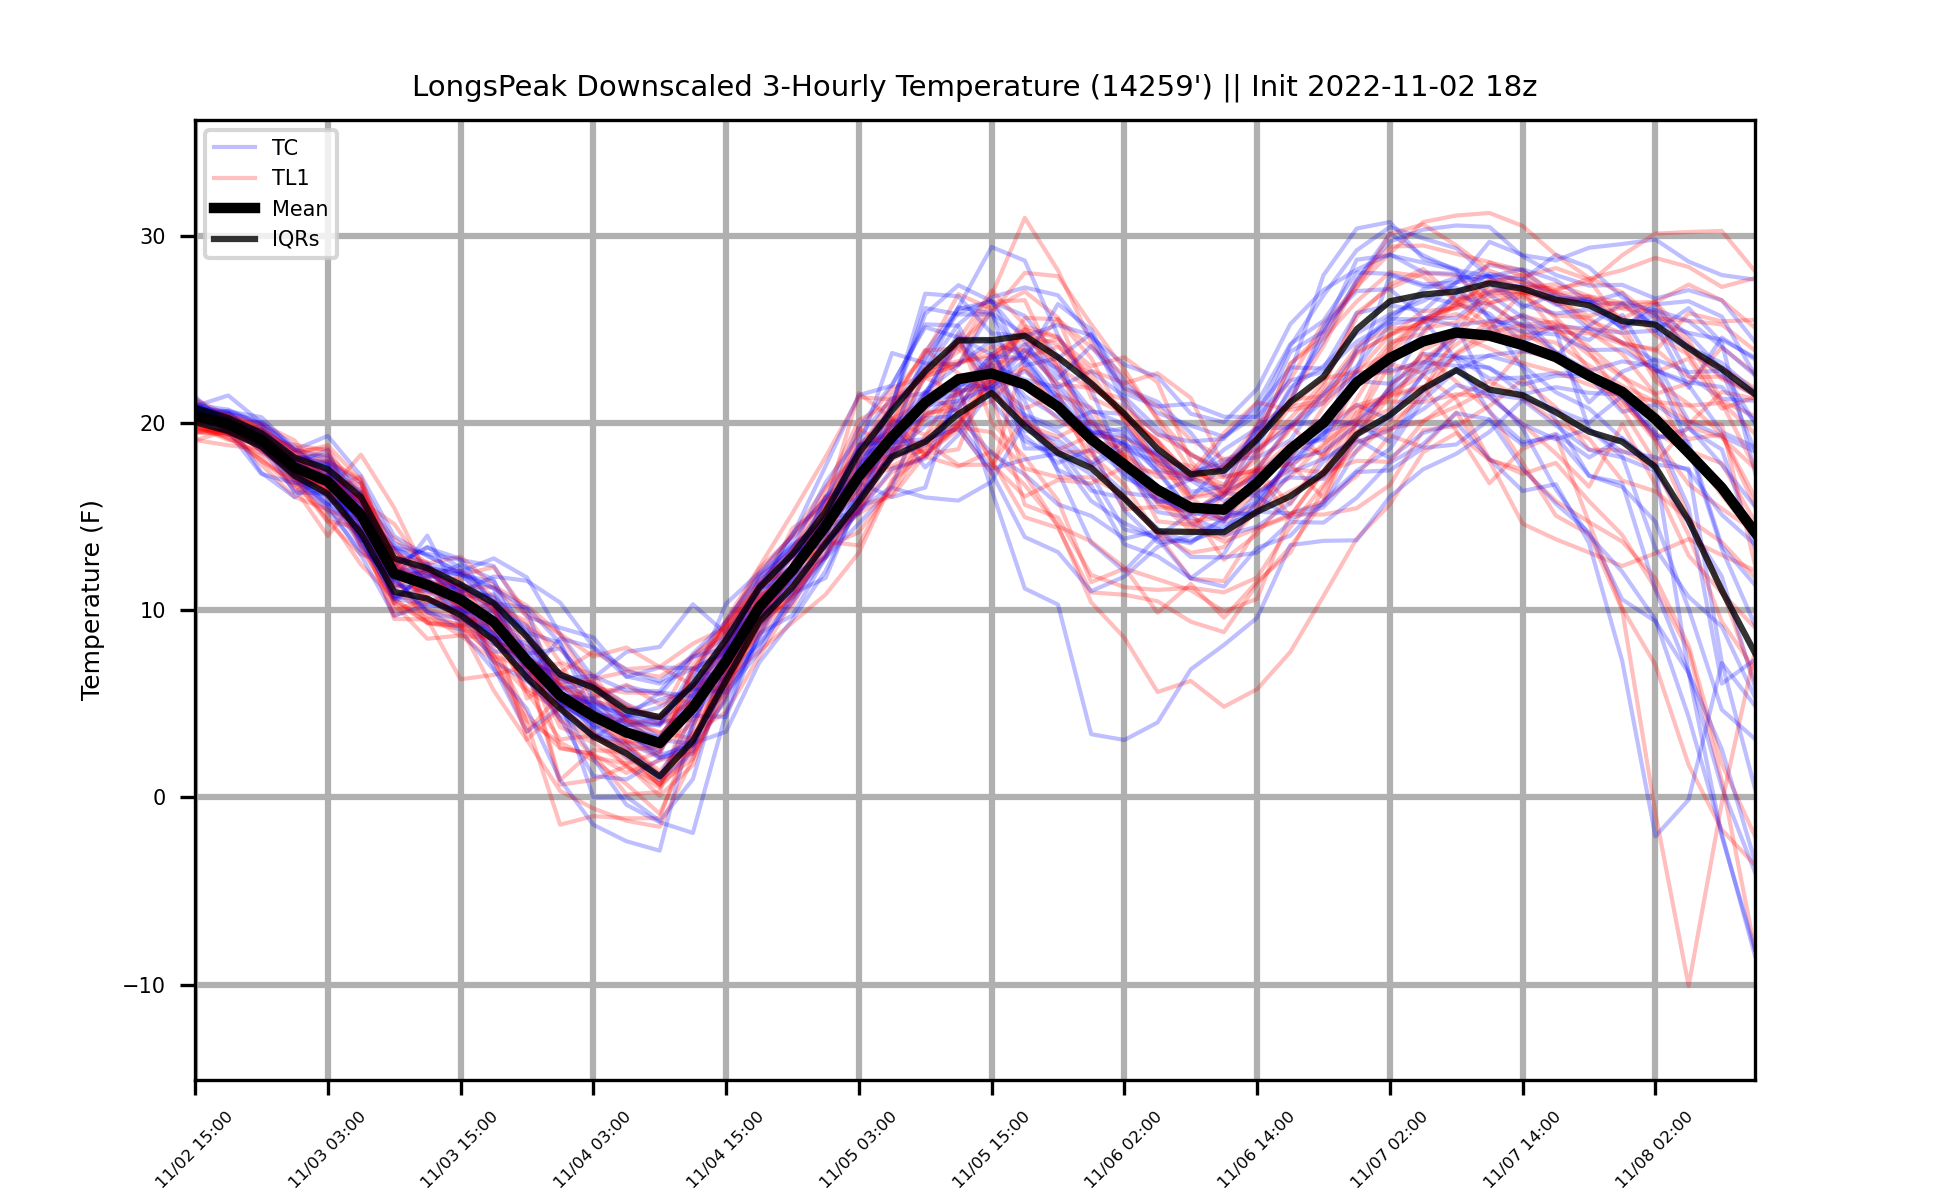 LongsPeak Downscaled 3-Hourly Temperature (14259') || Init 2022-11-02 18z
TC
TL1
Mean
IQRs
Temperature (F)
30
20
10
0
−10
11/02 15:00
11/03 03:00
11/03 15:00
11/04 03:00
11/04 15:00
11/05 03:00
11/05 15:00
11/06 02:00
11/06 14:00
11/07 02:00
11/07 14:00
11/08 02:00